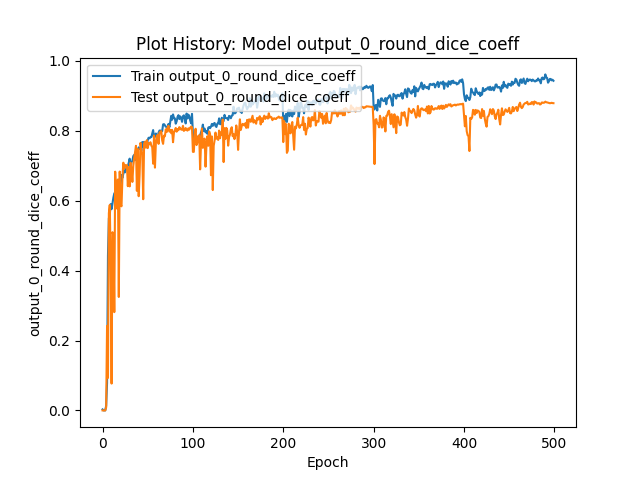 Plot History: Model output_0_round_dice_coeff
Train output_0_round_dice_coeff
Test output_0_round_dice_coeff
output_0_round_dice_coeff
1.0
0.8
0.6
0.4
0.2
0.0
0 100 200 300 400 500
Epoch